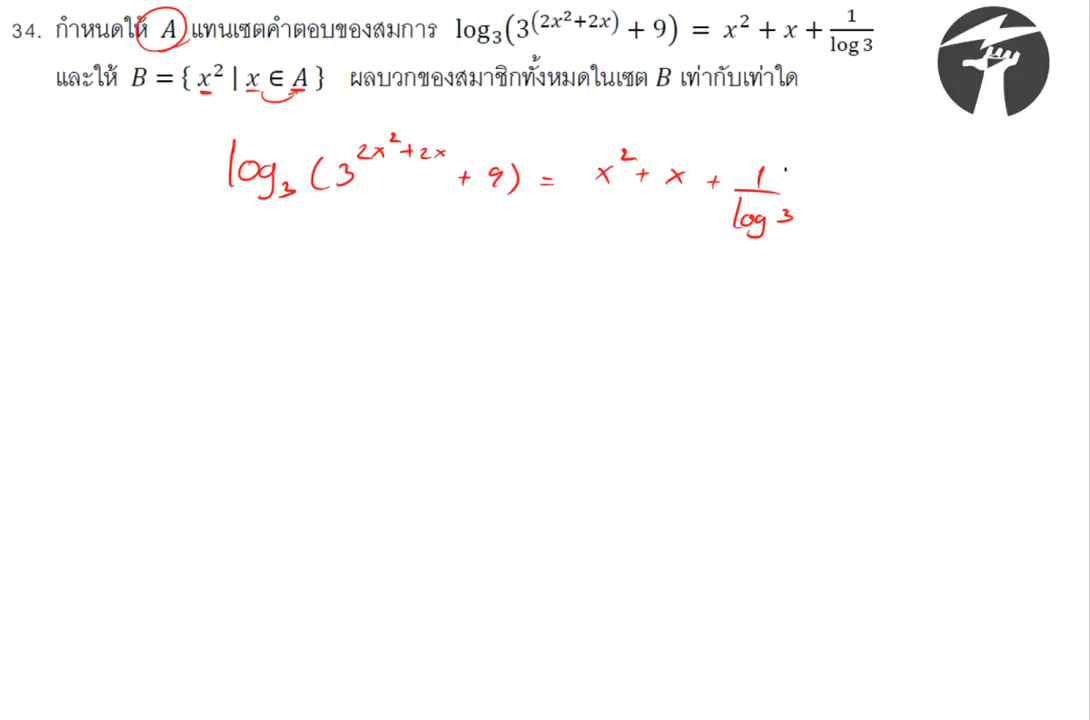 34. กำหนดให้ A แทนเซตคำตอบของสมการ log₃(3^(2x²+2x) + 9) = x² + x + 1/log 3
และให้ B = { x² | x ∈ A } ผลบวกของสมาชิกทั้งหมดในเซต B เท่ากับเท่าใด
log₃(3^(2x²+2x) + 9) = x² + x + 1/log 3